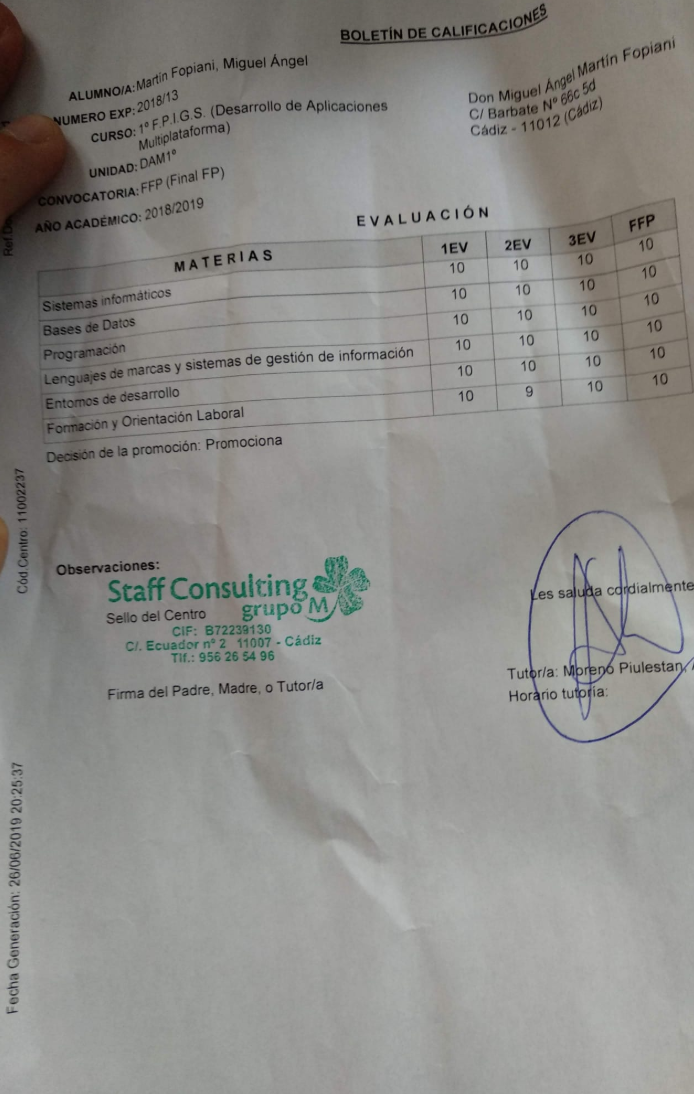 BOLETÍN DE CALIFICACIONES
ALUMNO/A: Martín Fopiani, Miguel Ángel
NUMERO EXP: 2018/13
CURSO: 1º F.P.I.G.S. (Desarrollo de Aplicaciones
Multiplataforma)
UNIDAD: DAM1º
CONVOCATORIA: FFP (Final FP)
AÑO ACADÉMICO: 2018/2019
Don Miguel Ángel Martín Fopiani
C/ Barbate Nº 66c 5d
Cádiz - 11012 (Cádiz)
EVALUACIÓN
MATERIAS 1EV 2EV 3EV FFP
Sistemas informáticos 10 10 10 10
Bases de Datos 10 10 10 10
Programación 10 10 10 10
Lenguajes de marcas y sistemas de gestión de información 10 10 10 10
Entornos de desarrollo 10 10 10 10
Formación y Orientación Laboral 10 9 10 10
Decisión de la promoción: Promociona
Observaciones:
Staff Consulting
grupo M
Sello del Centro
CIF: B72239130
C/. Ecuador nº 2 11007 - Cádiz
Tlf.: 956 26 54 96
Firma del Padre, Madre, o Tutor/a
Les saluda cordialmente
Tutor/a: Moreno Piulestan,
Horario tutoría:
Cód.Centro: 11002237
Fecha Generación: 26/06/2019 20:25:37